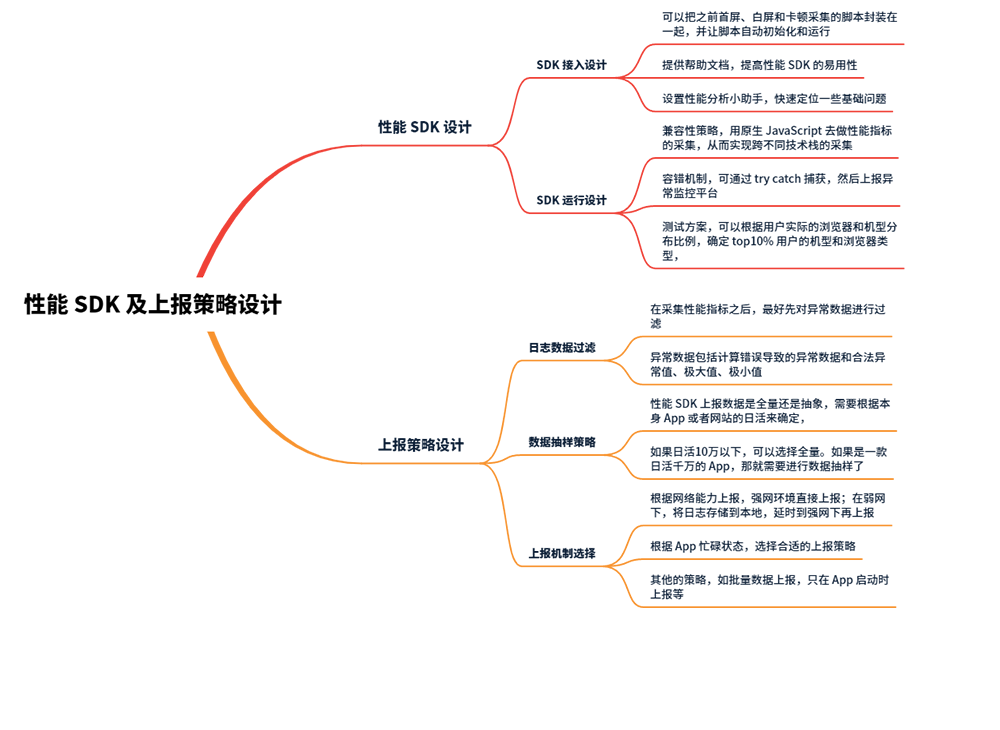 性能 SDK 及上报策略设计
性能 SDK 设计
SDK 接入设计
可以把之前首屏、白屏和卡顿采集的脚本封装在
一起，并让脚本自动初始化和运行
提供帮助文档，提高性能 SDK 的易用性
设置性能分析小助手，快速定位一些基础问题
SDK 运行设计
兼容性策略，用原生 JavaScript 去做性能指标
的采集，从而实现跨不同技术栈的采集
容错机制，可通过 try catch 捕获，然后上报异
常监控平台
测试方案，可以根据用户实际的浏览器和机型分
布比例，确定 top10% 用户的机型和浏览器类
型，
上报策略设计
日志数据过滤
在采集性能指标之后，最好先对异常数据进行过
滤
异常数据包括计算错误导致的异常数据和合法异
常值、极大值、极小值
数据抽样策略
性能 SDK 上报数据是全量还是抽象，需要根据本
身 App 或者网站的日活来确定，
如果日活10万以下，可以选择全量。如果是一款
日活千万的 App，那就需要进行数据抽样了
上报机制选择
根据网络能力上报，强网环境直接上报；在弱网
下，将日志存储到本地，延时到强网下再上报
根据 App 忙碌状态，选择合适的上报策略
其他的策略，如批量数据上报，只在 App 启动时
上报等